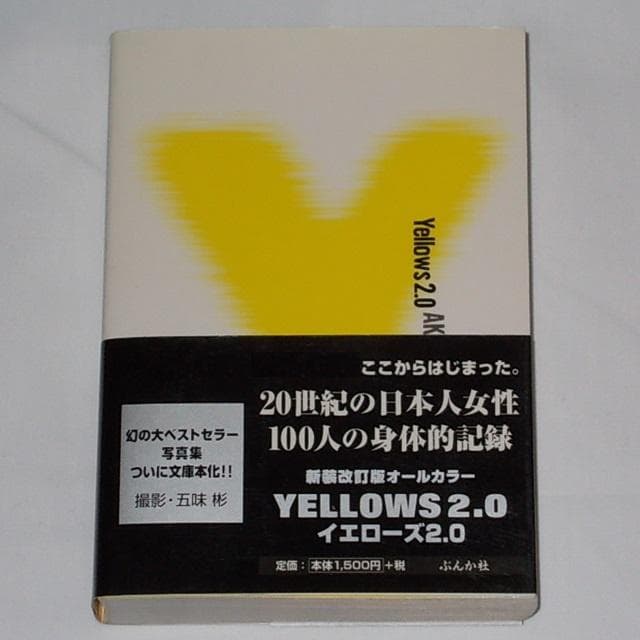 Yellows2.0 AK
ここからはじまった。
20世紀の日本人女性
100人の身体的記録
幻の大ベストセラー
写真集
ついに文庫本化!!
撮影・五味 彬
新装改訂版オールカラー
YELLOWS 2.0
イエローズ2.0
定価：本体1,500円+税
ぶんか社